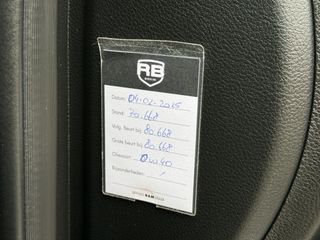 RB
Datum: 04-02-2025
Stand: 70.668
Volg. Beurt bij: 80.668
Grote beurt bij: 80.668
Oliesoort: 0W40
Bijzonderheden: /